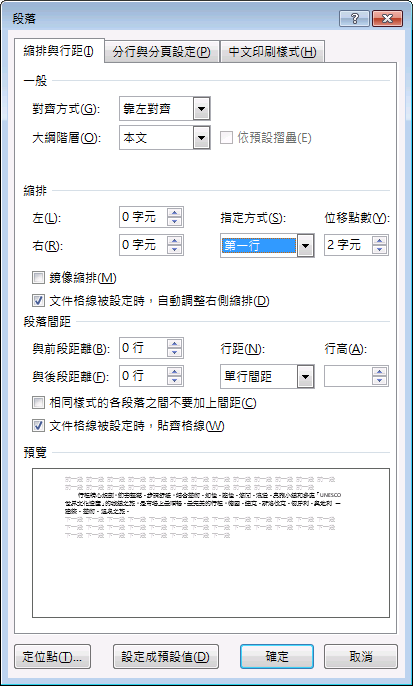 段落
縮排與行距(I) 分行與分頁設定(P) 中文印刷樣式(H)
一般
對齊方式(G): 靠左對齊
大綱階層(O): 本文 依預設摺疊(E)
縮排
左(L): 0 字元 指定方式(S): 位移點數(Y):
右(R): 0 字元 第一行 2 字元
鏡像縮排(M)
文件格線被設定時，自動調整右側縮排(D)
段落間距
與前段距離(B): 0 行 行距(N): 行高(A):
與後段距離(F): 0 行 單行間距
相同樣式的各段落之間不要加上間距(C)
文件格線被設定時，貼齊格線(W)
預覽
定位點(T)... 設定成預設值(D) 確定 取消